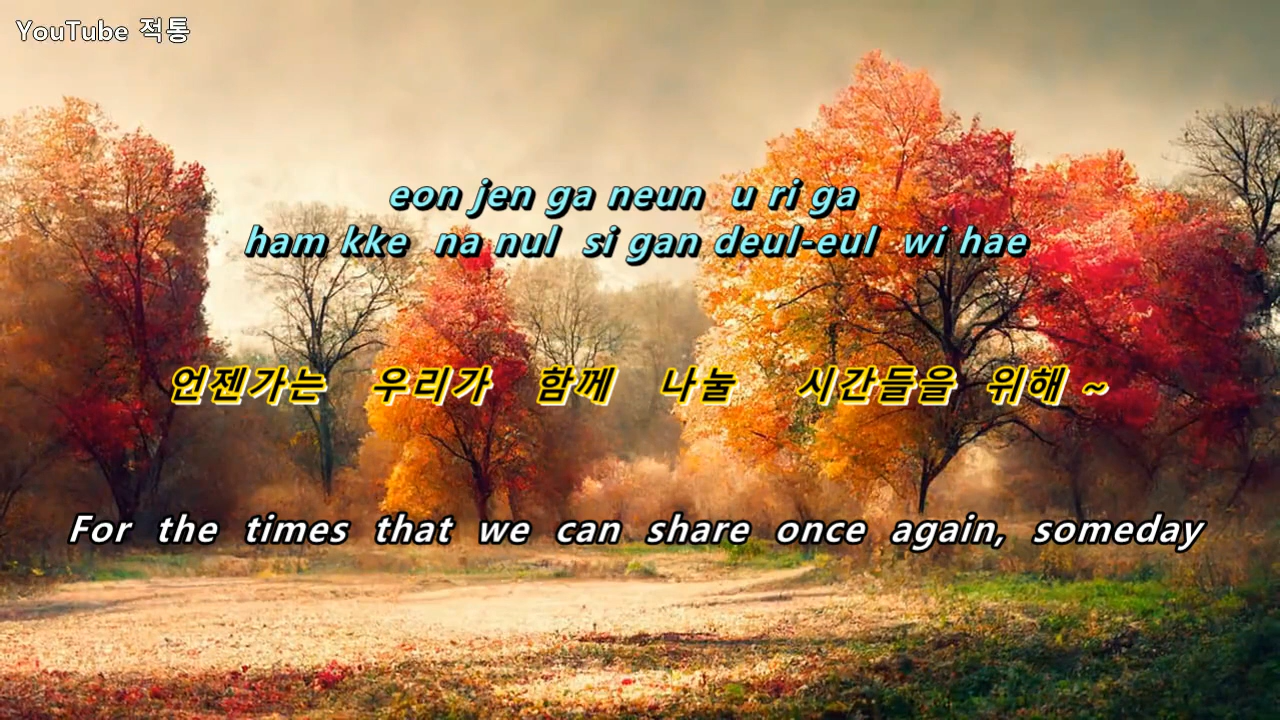 YouTube 적통
eon jen ga neun u ri ga
ham kke na nul si gan deul-eul wi hae
언젠가는 우리가 함께 나눌 시간들을 위해 ~
For the times that we can share once again, someday